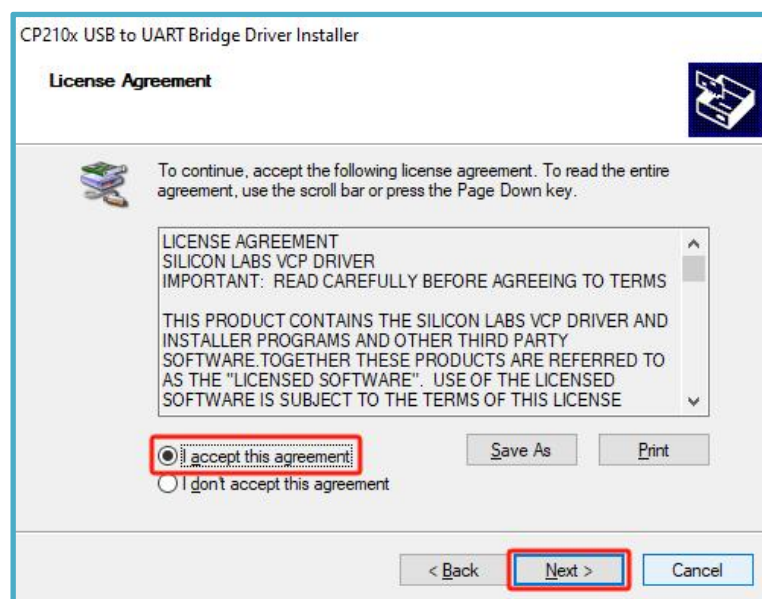 CP210x USB to UART Bridge Driver Installer
License Agreement
To continue, accept the following license agreement. To read the entire
agreement, use the scroll bar or press the Page Down key.
LICENSE AGREEMENT
SILICON LABS VCP DRIVER
IMPORTANT:  READ CAREFULLY BEFORE AGREEING TO TERMS
THIS PRODUCT CONTAINS THE SILICON LABS VCP DRIVER AND
INSTALLER PROGRAMS AND OTHER THIRD PARTY
SOFTWARE.TOGETHER THESE PRODUCTS ARE REFERRED TO
AS THE "LICENSED SOFTWARE".  USE OF THE LICENSED
SOFTWARE IS SUBJECT TO THE TERMS OF THIS LICENSE
I accept this agreement
Save As
Print
I don't accept this agreement
< Back
Next >
Cancel